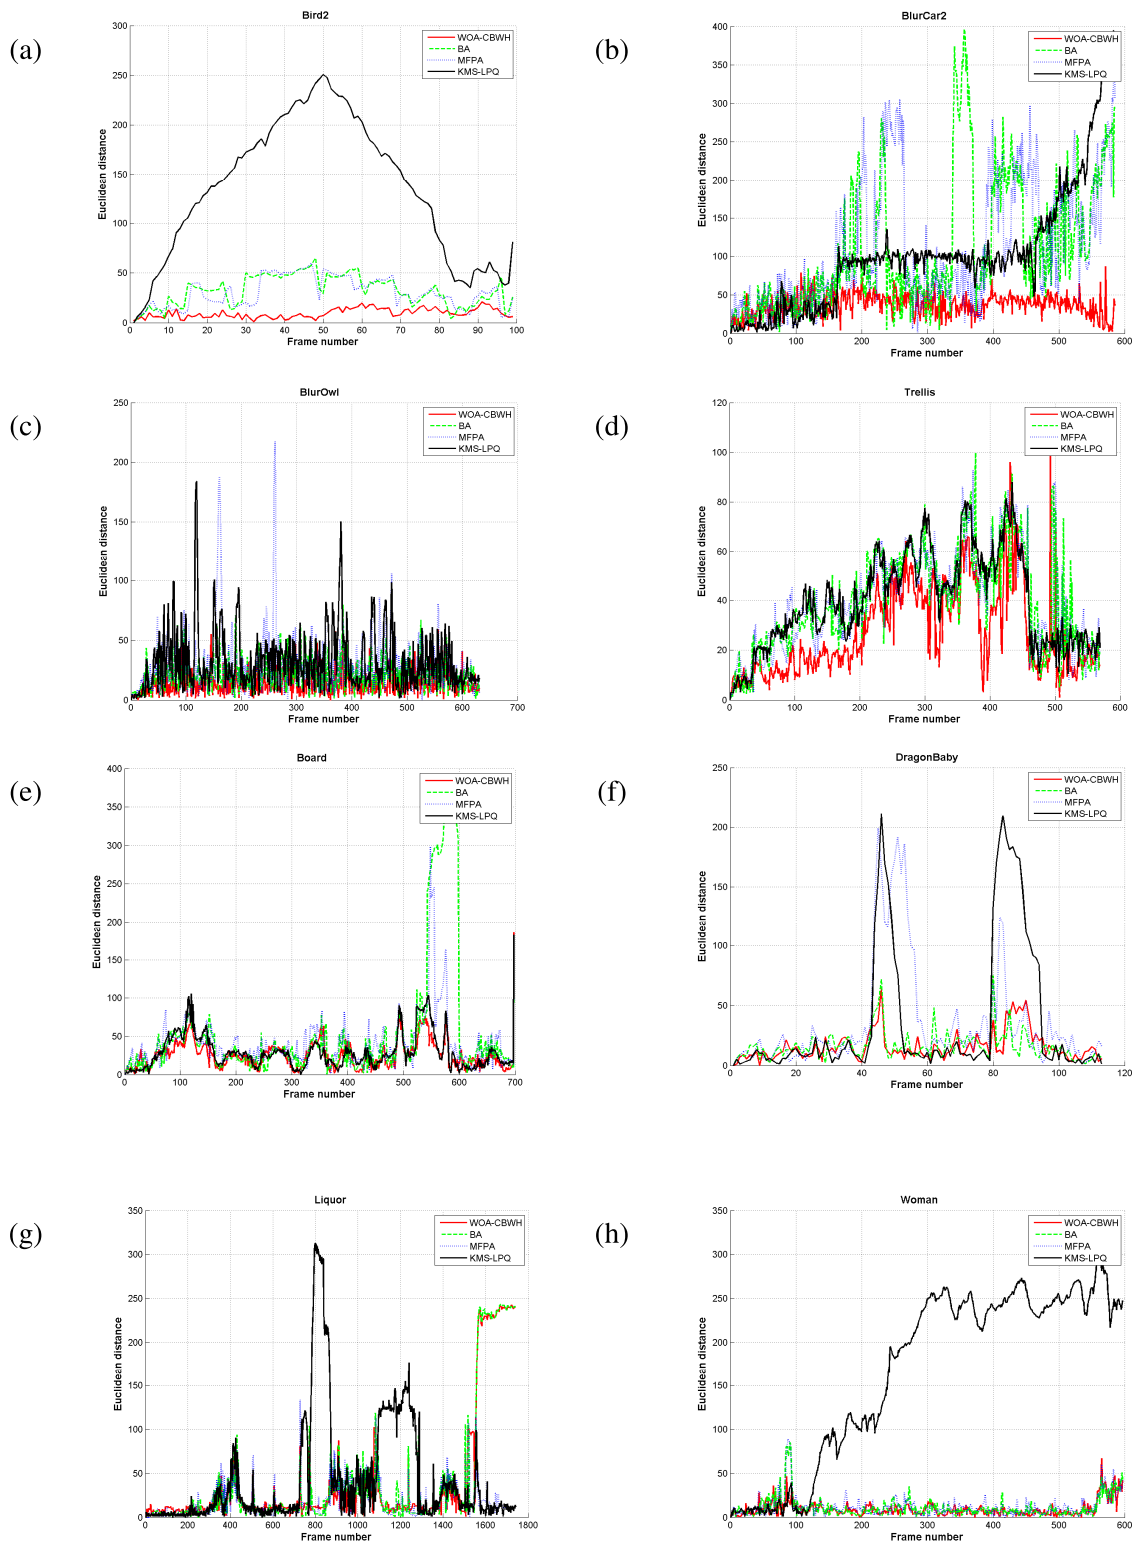 (a)
Bird2
Euclideεn distance
300
250
200
150
100
50
0
0 10 20 30 40 50 60 70 80 90 100
Frame number
WOA-CBWH
BA
MFPA
KMS-LPQ
(b)
BlurCar2
Euclideεn distance
400
350
300
250
200
150
100
50
0
0 100 200 300 400 500 600
Frame number
WOA-CBWH
BA
MFPA
KMS-LPQ
(c)
BlurOwl
Euclideεn distance
250
200
150
100
50
0
0 100 200 300 400 500 600 700
Frame number
WOA-CBWH
BA
MFPA
KMS-LPQ
(d)
Trellis
Euclideεn distance
120
100
80
60
40
20
0
0 100 200 300 400 500 600
Frame number
WOA-CBWH
BA
MFPA
KMS-LPQ
(e)
Board
Euclideεn distance
400
350
300
250
200
150
100
50
0
0 100 200 300 400 500 600 700
Frame number
WOA-CBWH
BA
MFPA
KMS-LPQ
(f)
DragonBaby
Euclideεn distance
250
200
150
100
50
0
0 20 40 60 80 100 120
Frame number
WOA-CBWH
BA
MFPA
KMS-LPQ
(g)
Liquor
Euclideεn distance
350
300
250
200
150
100
50
0
0 200 400 600 800 1000 1200 1400 1600 1800
Frame number
WOA-CBWH
BA
MFPA
KMS-LPQ
(h)
Woman
Euclideεn distance
350
300
250
200
150
100
50
0
0 100 200 300 400 500 600
Frame number
WOA-CBWH
BA
MFPA
KMS-LPQ